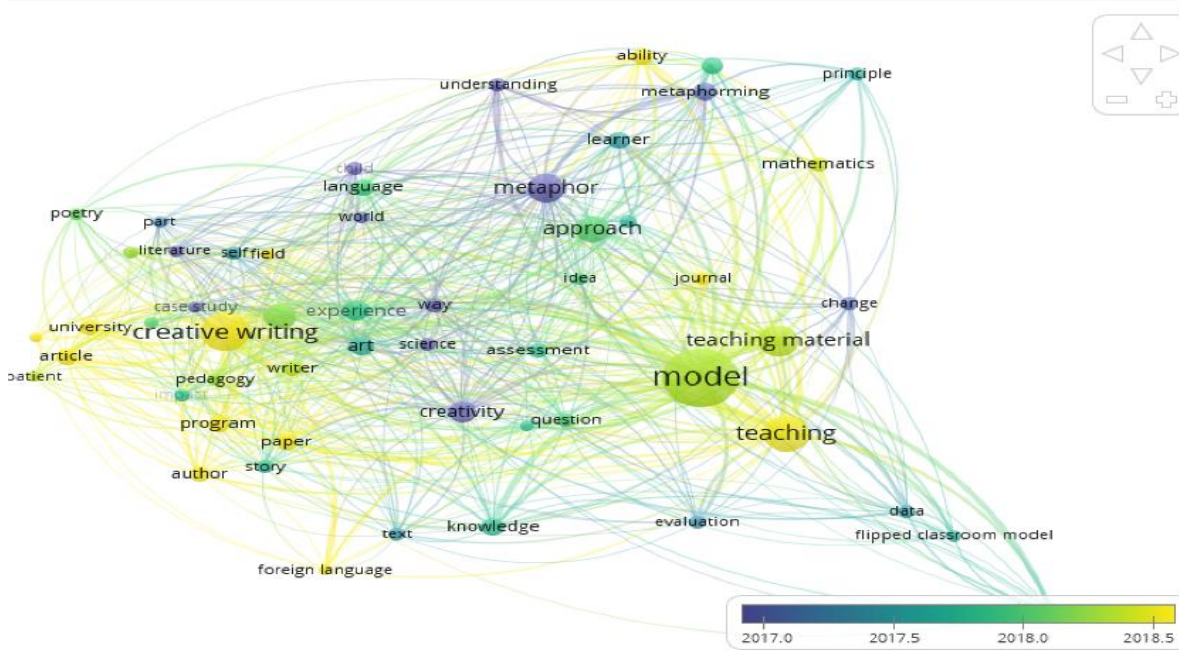 ability
understanding
metaphorming
principle
learner
mathematics
child
language
metaphor
poetry
part
world
approach
literature
self
field
idea
journal
case study
experience
way
change
university
creative writing
article
art
science
assessment
teaching material
patient
pedagogy
writer
model
impact
program
creativity
question
paper
teaching
author
story
text
knowledge
evaluation
data
flipped classroom model
foreign language
2017.0 2017.5 2018.0 2018.5